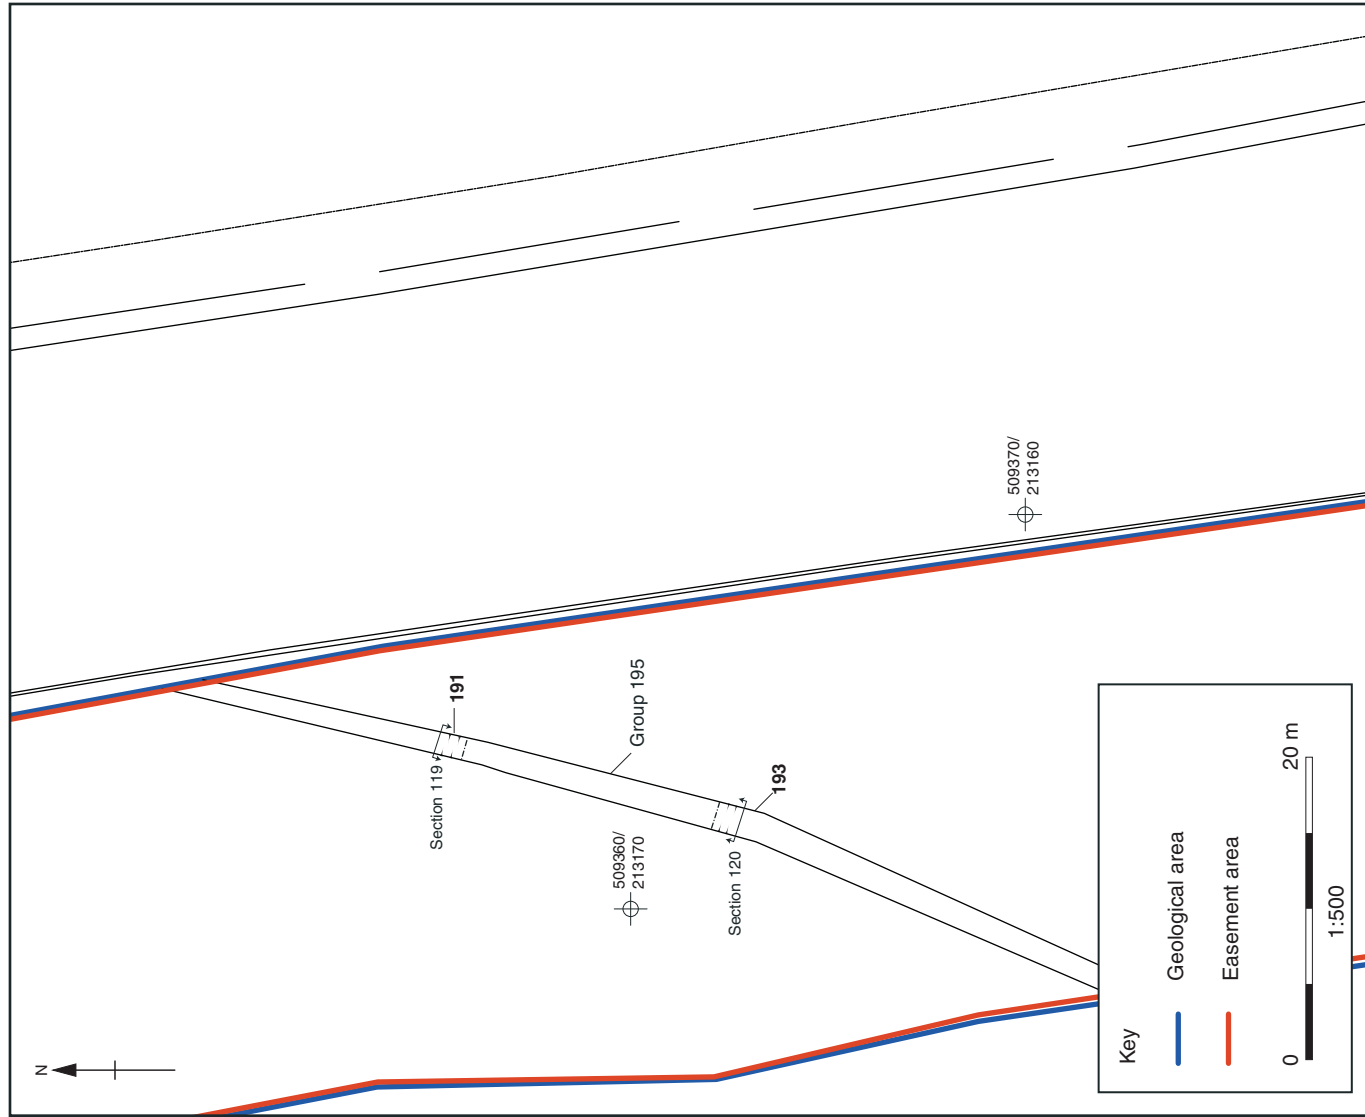 N
191
Section 119
Group 195
509360/
213170
193
Section 120
509370/
213160
Key
Geological area
Easement area
0
20 m
1:500